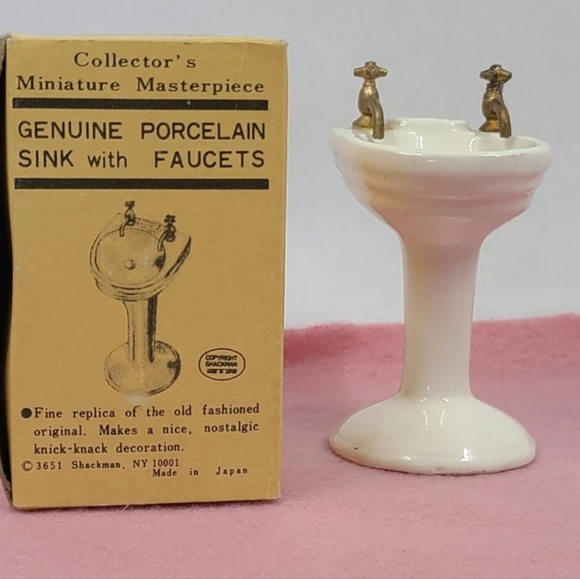 Collector's
Miniature Masterpiece
GENUINE PORCELAIN
SINK with FAUCETS
COPYRIGHT
SHACKMAN
●Fine replica of the old fashioned
original. Makes a nice, nostalgic
knick-knack decoration.
© 3651 Shackman, NY 10001
Made in Japan